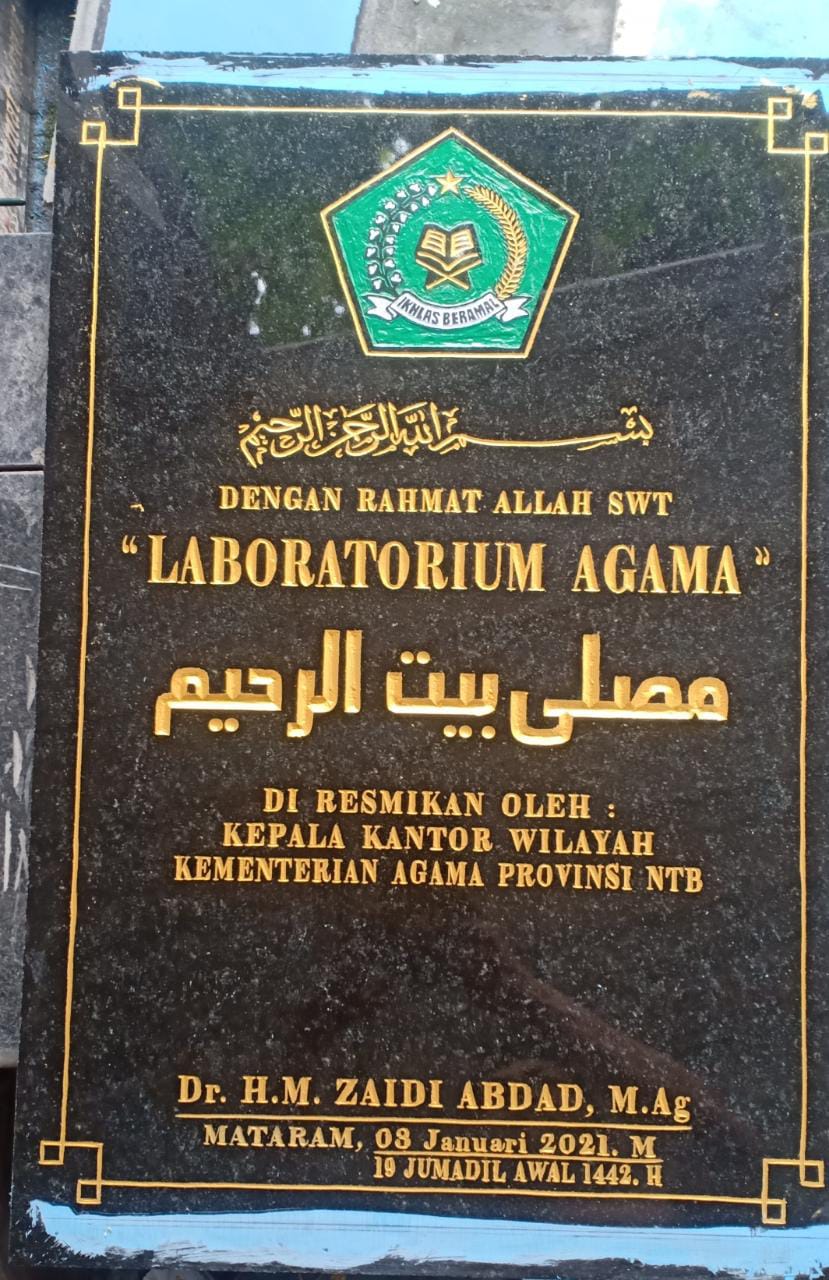 IKHLAS BERAMAL
بسم الله الرحمن الرحيم
DENGAN RAHMAT ALLAH SWT
“LABORATORIUM AGAMA”
مصلى بيت الرحيم
DI RESMIKAN OLEH :
KEPALA KANTOR WILAYAH
KEMENTERIAN AGAMA PROVINSI NTB
Dr. H.M. ZAIDI ABDAD, M.Ag
MATARAM, 03 Januari 2021. M
19 JUMADIL AWAL 1442. H